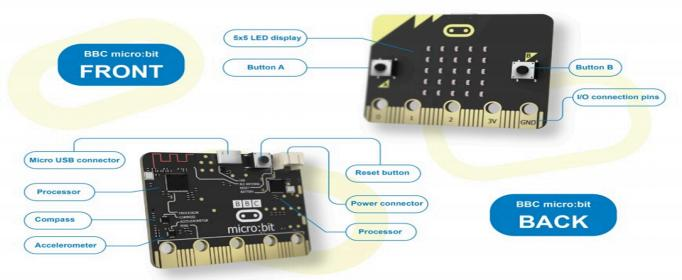 BBC micro:bit
FRONT
5x5 LED display
Button A
Button B
I/O connection pins
0
1
2
3V
GND
Micro USB connector
Processor
Compass
Accelerometer
Reset button
Power connector
Processor
BBC
micro:bit
BBC micro:bit
BACK